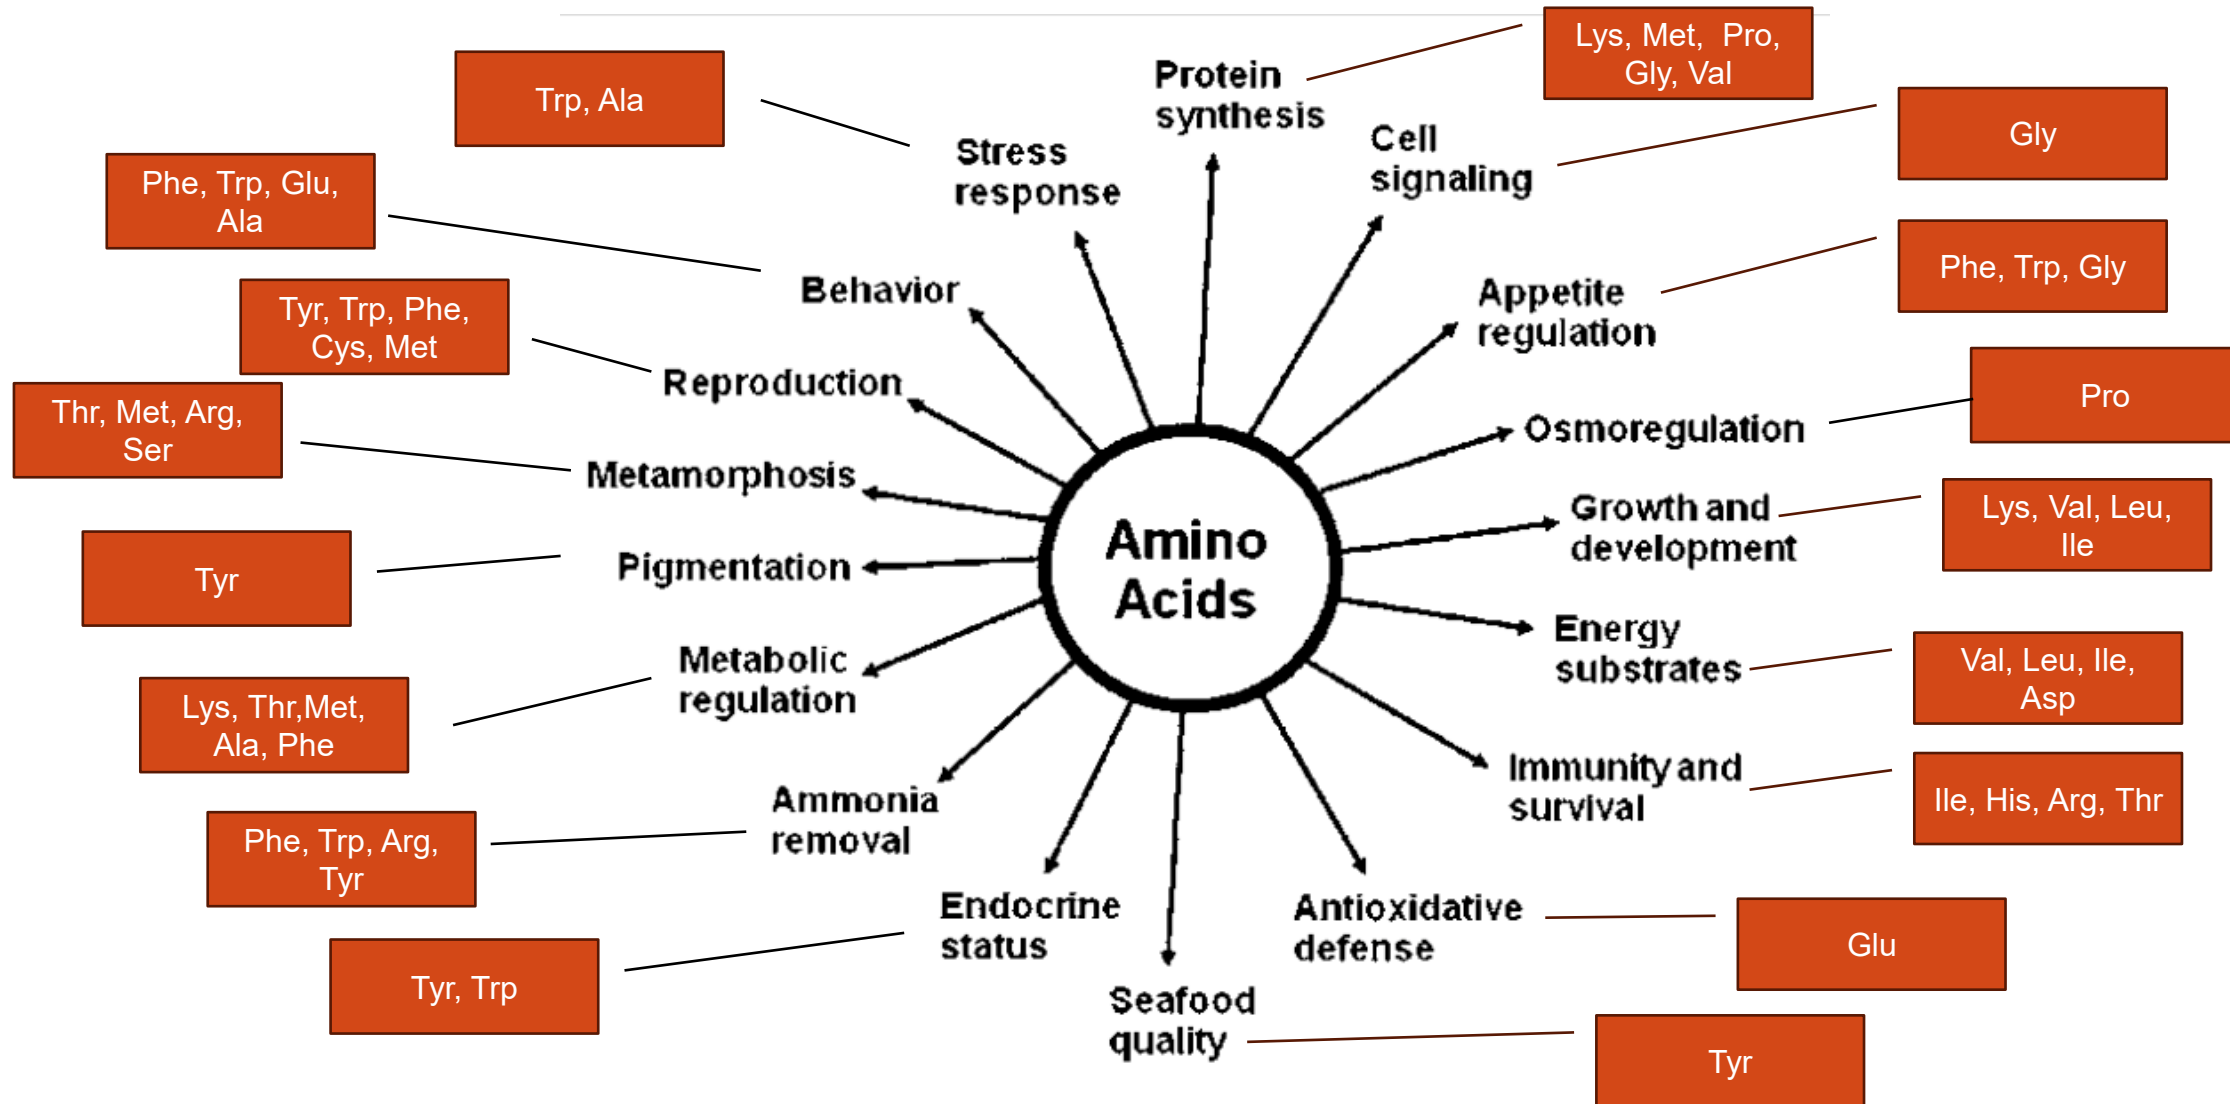 Lys, Met, Pro,
Gly, Val
Protein
synthesis
Trp, Ala
Stress
response
Cell
signaling
Gly
Phe, Trp, Glu,
Ala
Behavior
Appetite
regulation
Phe, Trp, Gly
Tyr, Trp, Phe,
Cys, Met
Reproduction
Osmoregulation
Pro
Thr, Met, Arg,
Ser
Metamorphosis
Growth and
development
Lys, Val, Leu,
Ile
Amino
Acids
Tyr
Pigmentation
Energy
substrates
Val, Leu, Ile,
Asp
Lys, Thr,Met,
Ala, Phe
Metabolic
regulation
Immunity and
survival
Ile, His, Arg, Thr
Phe, Trp, Arg,
Tyr
Ammonia
removal
Endocrine
status
Antioxidative
defense
Glu
Tyr, Trp
Seafood
quality
Tyr